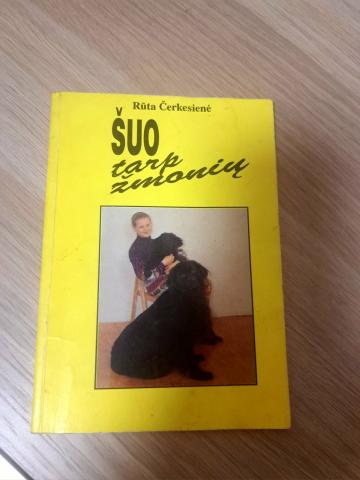 Rūta Čerkesienė
ŠUO
tarp
žmonių